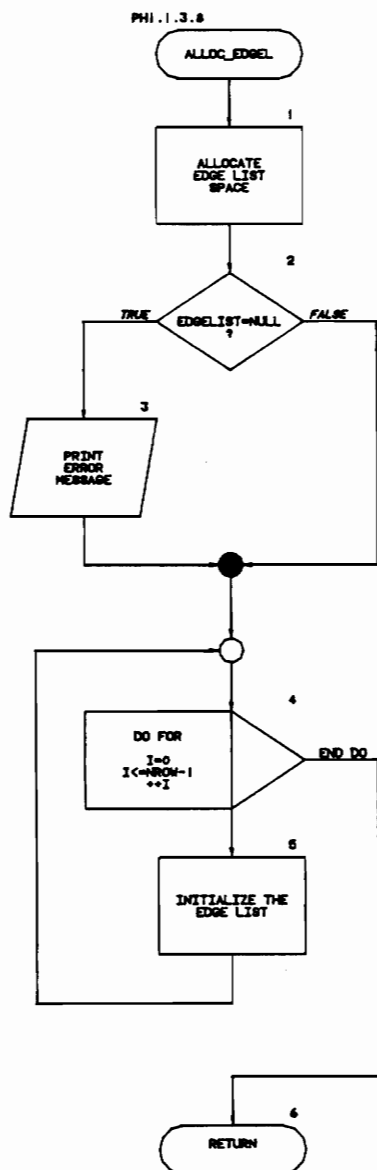 PH1.1.3.8
ALLOC_EDGEL
1
ALLOCATE
EDGE LIST
SPACE
2
TRUE
EDGELIST=NULL
?
FALSE
3
PRINT
ERROR
MESSAGE
4
DO FOR
I=0
I<=NROW-1
++I
END DO
5
INITIALIZE THE
EDGE LIST
6
RETURN